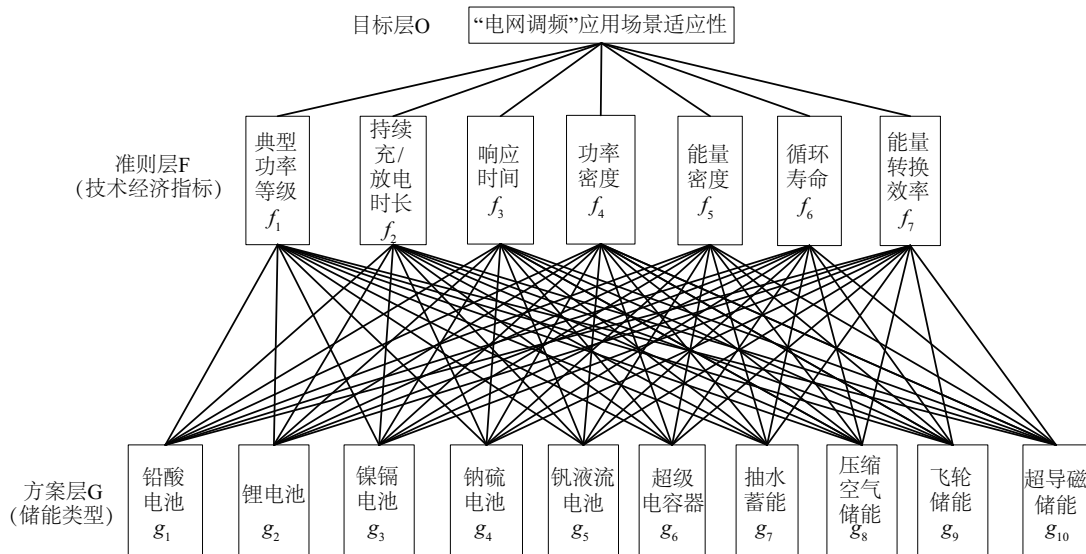 目标层O
“电网调频”应用场景适应性
准则层F
(技术经济指标)
典型
功率
等级
f₁
持续
充/
放电
时长
f₂
响应
时间
f₃
功率
密度
f₄
能量
密度
f₅
循环
寿命
f₆
能量
转换
效率
f₇
方案层G
(储能类型)
铅酸
电池
g₁
锂电池
g₂
镍镉
电池
g₃
钠硫
电池
g₄
钒液流
电池
g₅
超级
电容器
g₆
抽水
蓄能
g₇
压缩
空气
储能
g₈
飞轮
储能
g₉
超导磁
储能
g₁₀